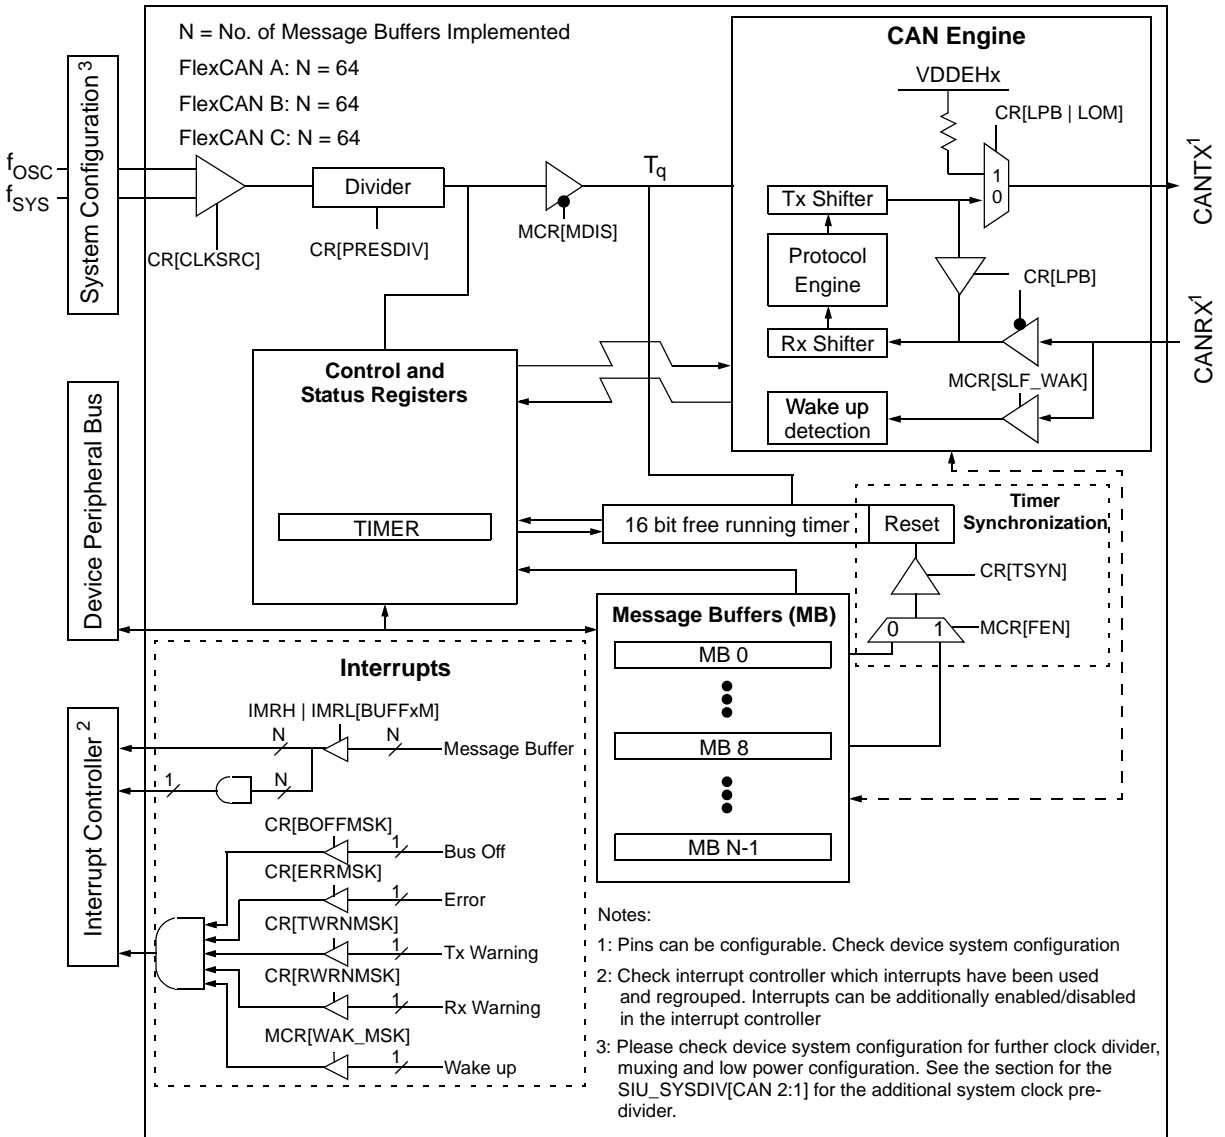 N = No. of Message Buffers Implemented
FlexCAN A: N = 64
FlexCAN B: N = 64
FlexCAN C: N = 64
System Configuration 3
fOSC
fSYS
CR[CLKSRC]
Divider
CR[PRESDIV]
MCR[MDIS]
Tq
CAN Engine
VDDEHx
CR[LPB | LOM]
1
0
CANTX1
Tx Shifter
Protocol
Engine
CR[LPB]
Rx Shifter
CANRX1
MCR[SLF_WAK]
Wake up
detection
Control and
Status Registers
TIMER
Device Peripheral Bus
16 bit free running timer
Reset
Timer
Synchronization
CR[TSYN]
MCR[FEN]
0 1
Message Buffers (MB)
MB 0
MB 8
MB N-1
Interrupts
Interrupt Controller 2
IMRH | IMRL[BUFFxM]
N
N
Message Buffer
1
N
CR[BOFFMSK]
1
Bus Off
CR[ERRMSK]
1
Error
CR[TWRNMSK]
1
Tx Warning
CR[RWRNMSK]
1
Rx Warning
MCR[WAK_MSK]
1
Wake up
Notes:
1: Pins can be configurable. Check device system configuration
2: Check interrupt controller which interrupts have been used
and regrouped. Interrupts can be additionally enabled/disabled
in the interrupt controller
3: Please check device system configuration for further clock divider,
muxing and low power configuration. See the section for the
SIU_SYSDIV[CAN 2:1] for the additional system clock pre-
divider.